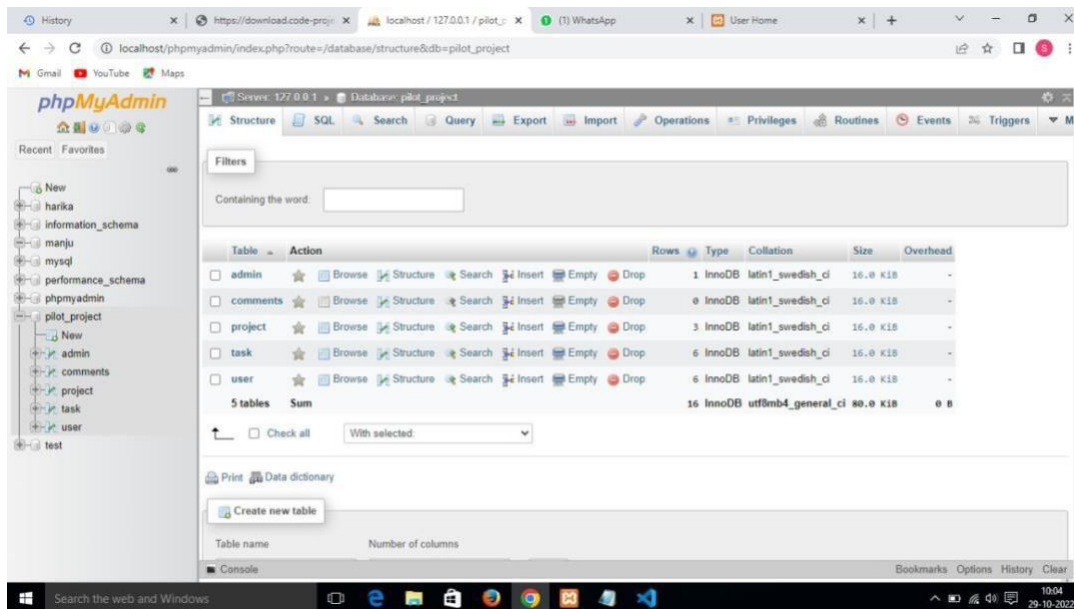 History
https://download.code-proje
localhost / 127.0.0.1 / pilot_p
(1) WhatsApp
User Home
localhost/phpmyadmin/index.php?route=/database/structure&db=pilot_project
S
Gmail YouTube Maps
phpMyAdmin
Recent Favorites
New
harika
information_schema
manju
mysql
performance_schema
phpmyadmin
pilot_project
New
admin
comments
project
task
user
test
Server: 127.0.0.1 » Database: pilot_project
Structure SQL Search Query Export Import Operations Privileges Routines Events Triggers M
Filters
Containing the word:
Table Action Rows Type Collation Size Overhead
admin Browse Structure Search Insert Empty Drop 1 InnoDB latin1_swedish_ci 16.0 KiB -
comments Browse Structure Search Insert Empty Drop 0 InnoDB latin1_swedish_ci 16.0 KiB -
project Browse Structure Search Insert Empty Drop 3 InnoDB latin1_swedish_ci 16.0 KiB -
task Browse Structure Search Insert Empty Drop 6 InnoDB latin1_swedish_ci 16.0 KiB -
user Browse Structure Search Insert Empty Drop 6 InnoDB latin1_swedish_ci 16.0 KiB -
5 tables Sum 16 InnoDB utf8mb4_general_ci 80.0 KiB 0 B
Check all With selected:
Print Data dictionary
Create new table
Table name Number of columns
Console Bookmarks Options History Clear
Search the web and Windows
10:04
29-10-2022